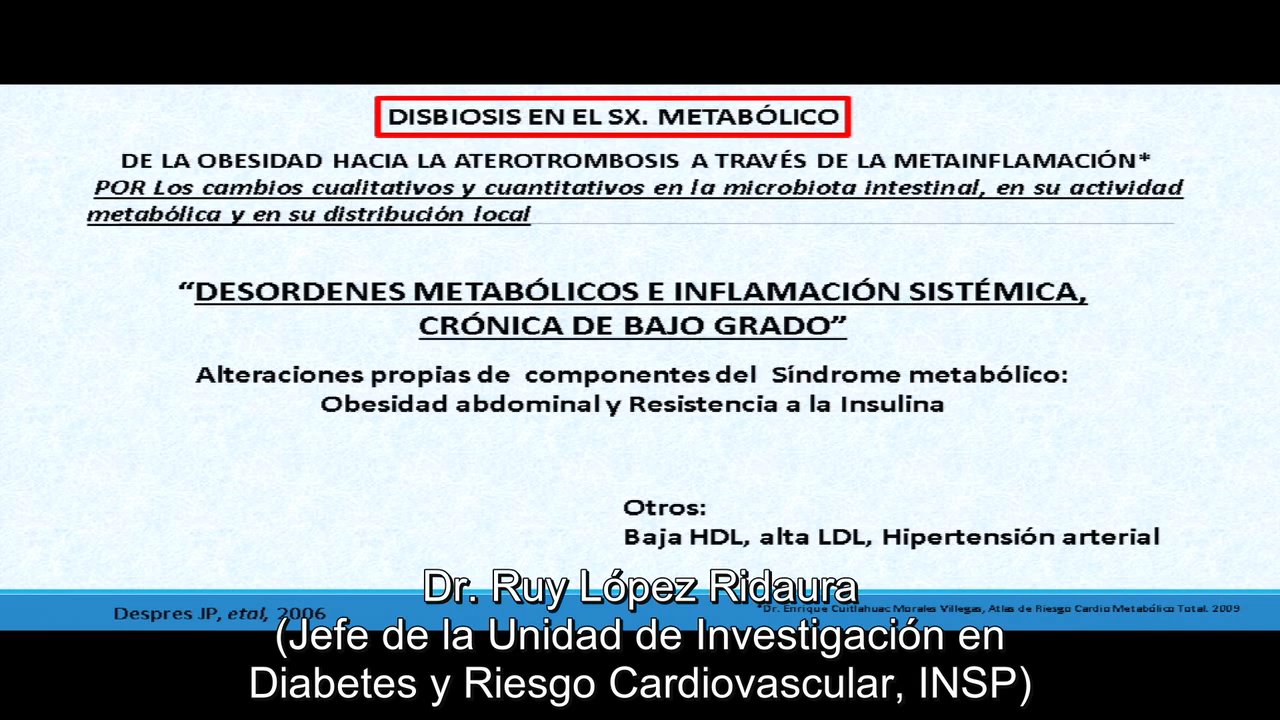 DISBIOSIS EN EL SX. METABÓLICO
DE LA OBESIDAD HACIA LA ATEROTROMBOSIS A TRAVÉS DE LA METAINFLAMACIÓN*
POR Los cambios cualitativos y cuantitativos en la microbiota intestinal, en su actividad
metabólica y en su distribución local
“DESORDENES METABÓLICOS E INFLAMACIÓN SISTÉMICA,
CRÓNICA DE BAJO GRADO”
Alteraciones propias de componentes del Síndrome metabólico:
Obesidad abdominal y Resistencia a la Insulina
Otros:
Baja HDL, alta LDL, Hipertensión arterial
Despres JP, etal, 2006
*Dr. Enrique Cuitlahuac Morales Villegas, Atlas de Riesgo Cardio Metabólico Total. 2009
Dr. Ruy López Ridaura
(Jefe de la Unidad de Investigación en
Diabetes y Riesgo Cardiovascular, INSP)